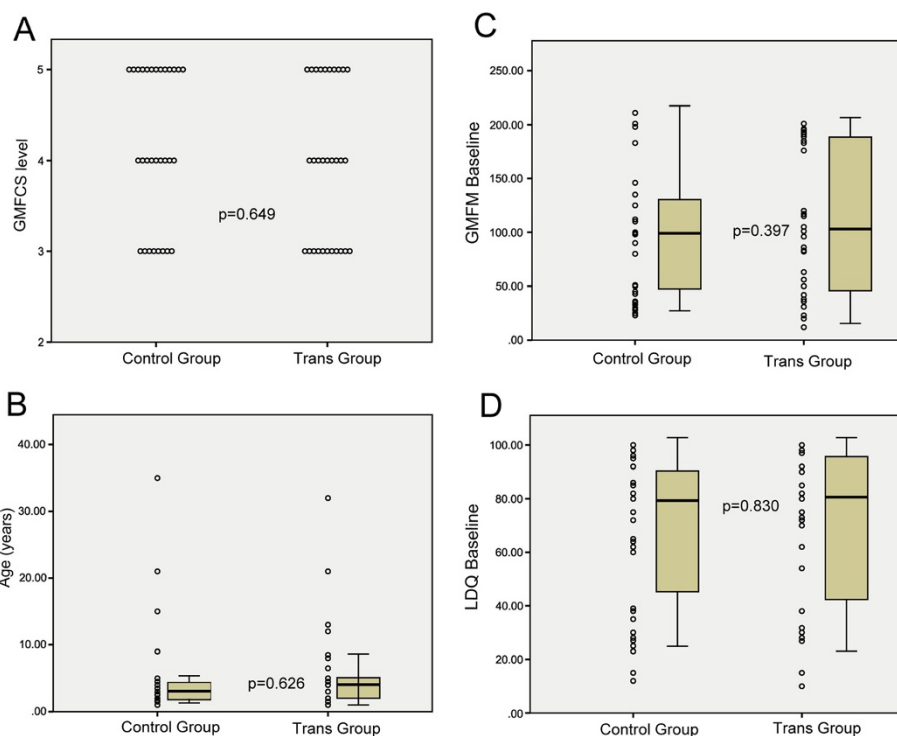 A
GMFCS level
5
4
3
2
p=0.649
Control Group
Trans Group
C
GMFM Baseline
250.00
200.00
150.00
100.00
50.00
.00
p=0.397
Control Group
Trans Group
B
Age (years)
40.00
30.00
20.00
10.00
.00
p=0.626
Control Group
Trans Group
D
LDQ Baseline
100.00
80.00
60.00
40.00
20.00
.00
p=0.830
Control Group
Trans Group